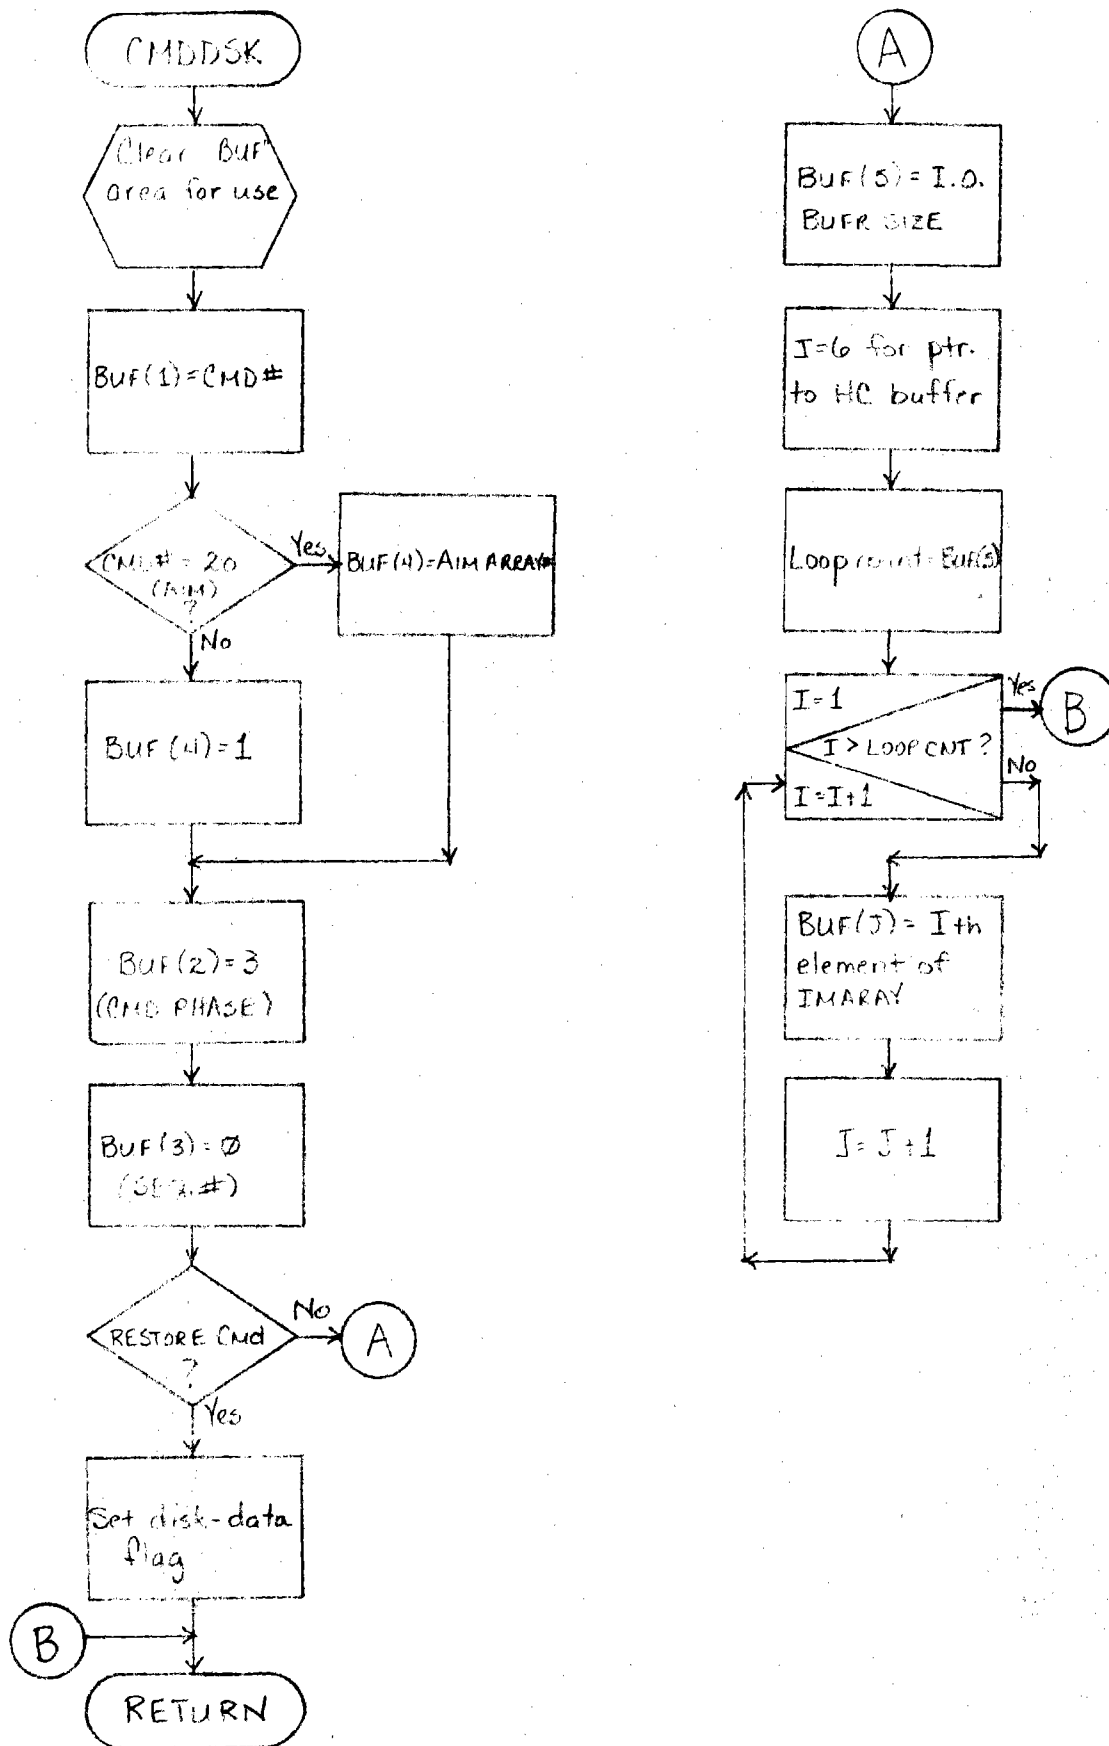 CMDDSK
Clear BUF
area for use
BUF(1)=CMD#
CMD# = 20
(AIM)
?
Yes
BUF(4)=AIM ARRAY#
No
BUF(4)=1
BUF(2)=3
(CMD PHASE)
BUF(3)=Ø
(SEQ.#)
RESTORE Cmd
?
No
A
Yes
Set disk-data
flag
B
RETURN
A
BUF(5)=I.O.
BUFR SIZE
I=6 for ptr.
to HC buffer
Loop count=BUF(5)
I=1
Yes
B
I > LOOP CNT ?
No
I=I+1
BUF(J)= Ith
element of
IMARAY
J=J+1